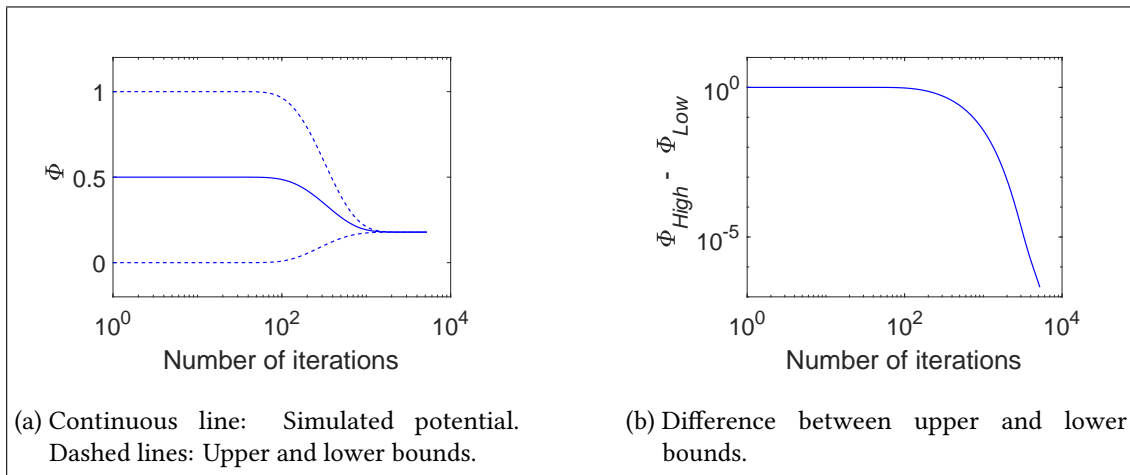 1
0.5
0
Φ
10^0
10^2
10^4
Number of iterations
10^0
10^-5
Φ_High - Φ_Low
10^0
10^2
10^4
Number of iterations
(a) Continuous line: Simulated potential.
Dashed lines: Upper and lower bounds.
(b) Difference between upper and lower
bounds.